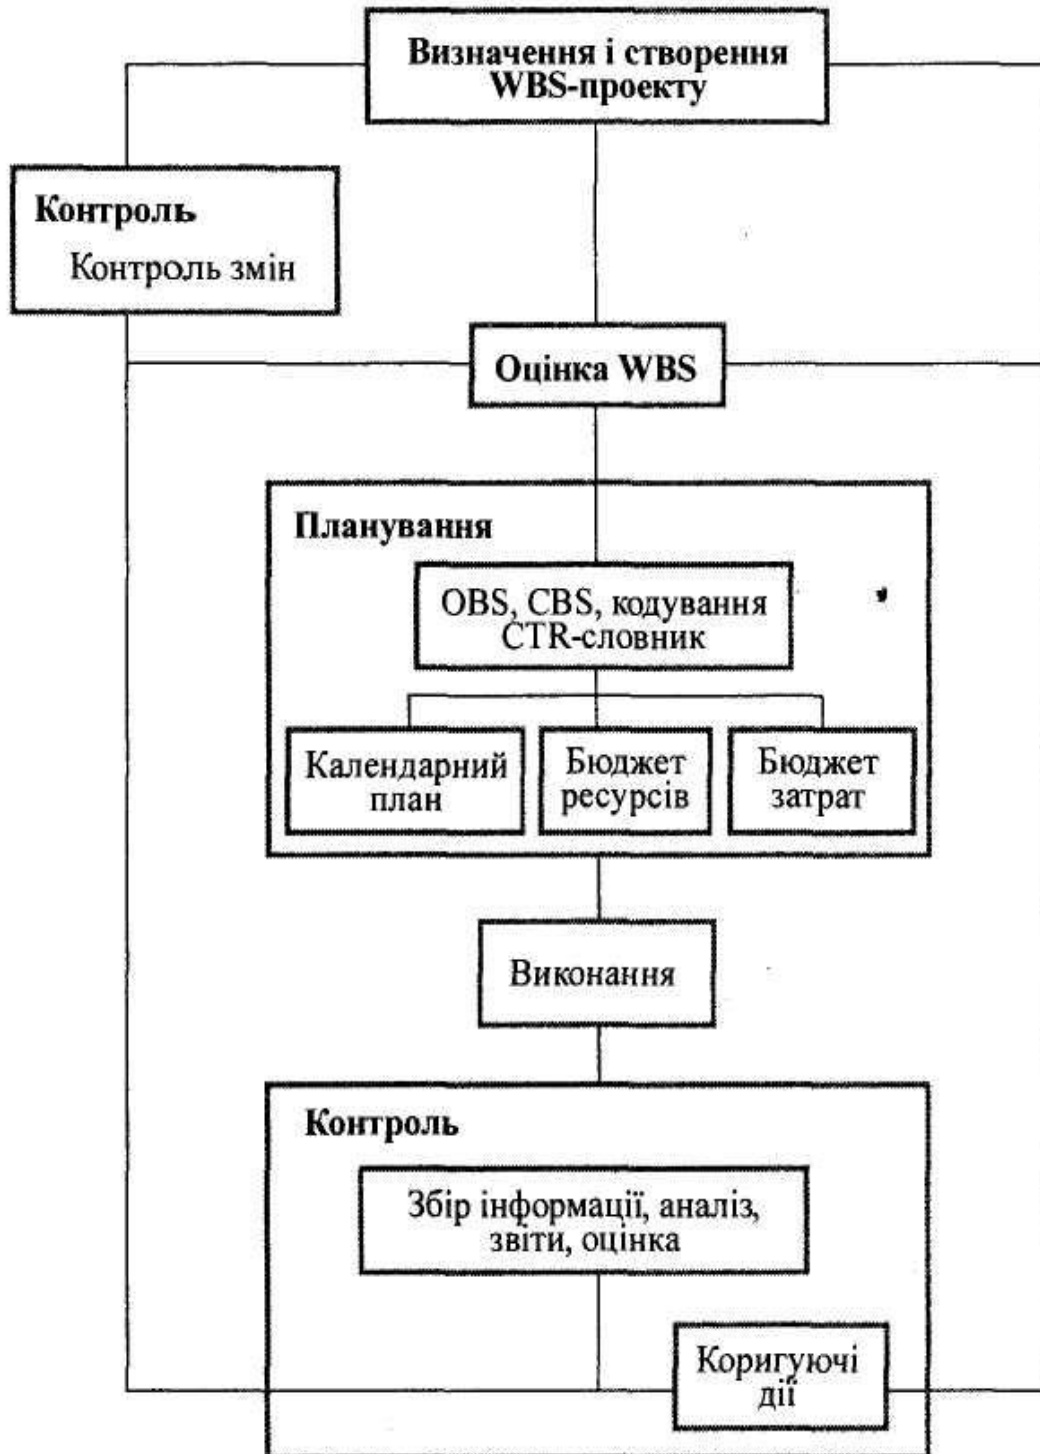 Визначення і створення
WBS-проекту
Контроль
Контроль змін
Оцінка WBS
Планування
OBS, CBS, кодування
CTR-словник
Календарний
план
Бюджет
ресурсів
Бюджет
затрат
Виконання
Контроль
Збір інформації, аналіз,
звіти, оцінка
Коригуючі
дії